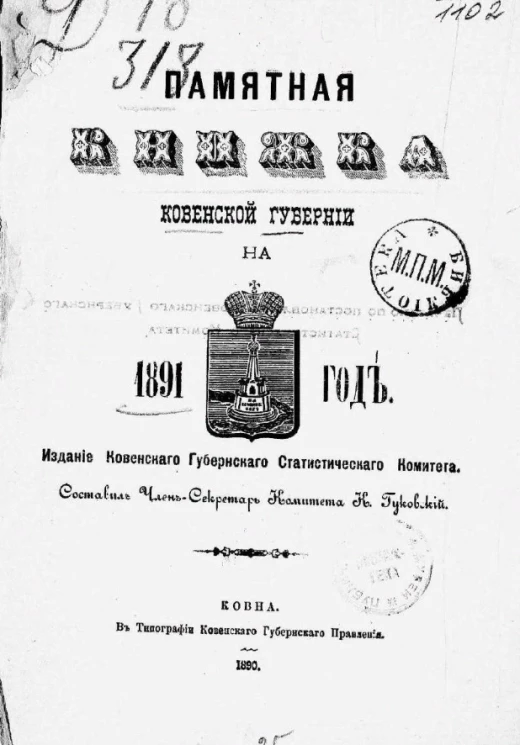 1102
318
ПАМЯТНАЯ
КНИЖКА
КОВЕНСКОЙ ГУБЕРНІИ
НА
БИБЛІОТЕКА
М.П.М.
1891 ГОДЪ.
Изданіе Ковенскаго Губернскаго Статистическаго Комитета.
Составилъ Членъ-Секретарь Комитета К. Гуковскій.
КОВНА.
Въ Типографіи Ковенскаго Губернскаго Правленія.
1890.